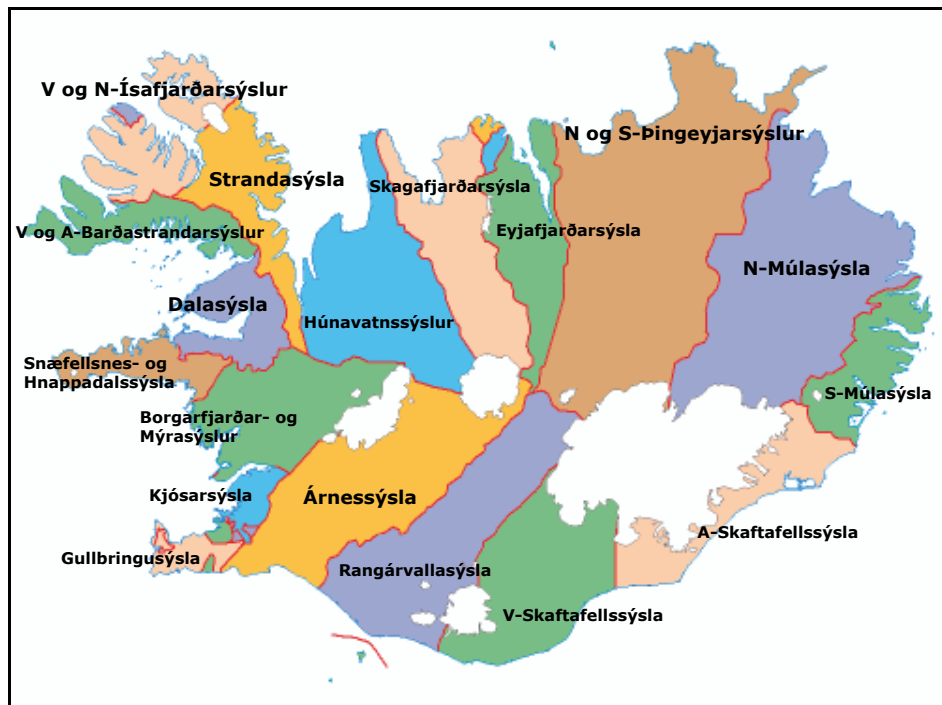 V og N-Ísafjarðarsýslur
N og S-Þingeyjarsýslur
Strandasýsla
Skagafjarðarsýsla
V og A-Barðastrandarsýslur
Eyjafjarðarsýsla
N-Múlasýsla
Dalasýsla
Húnavatnssýslur
Snæfellsnes- og
Hnappadalssýsla
S-Múlasýsla
Borgarfjarðar- og
Mýrasýslur
Kjósarsýsla
Árnessýsla
A-Skaftafellssýsla
Gullbringusýsla
Rangárvallasýsla
V-Skaftafellssýsla